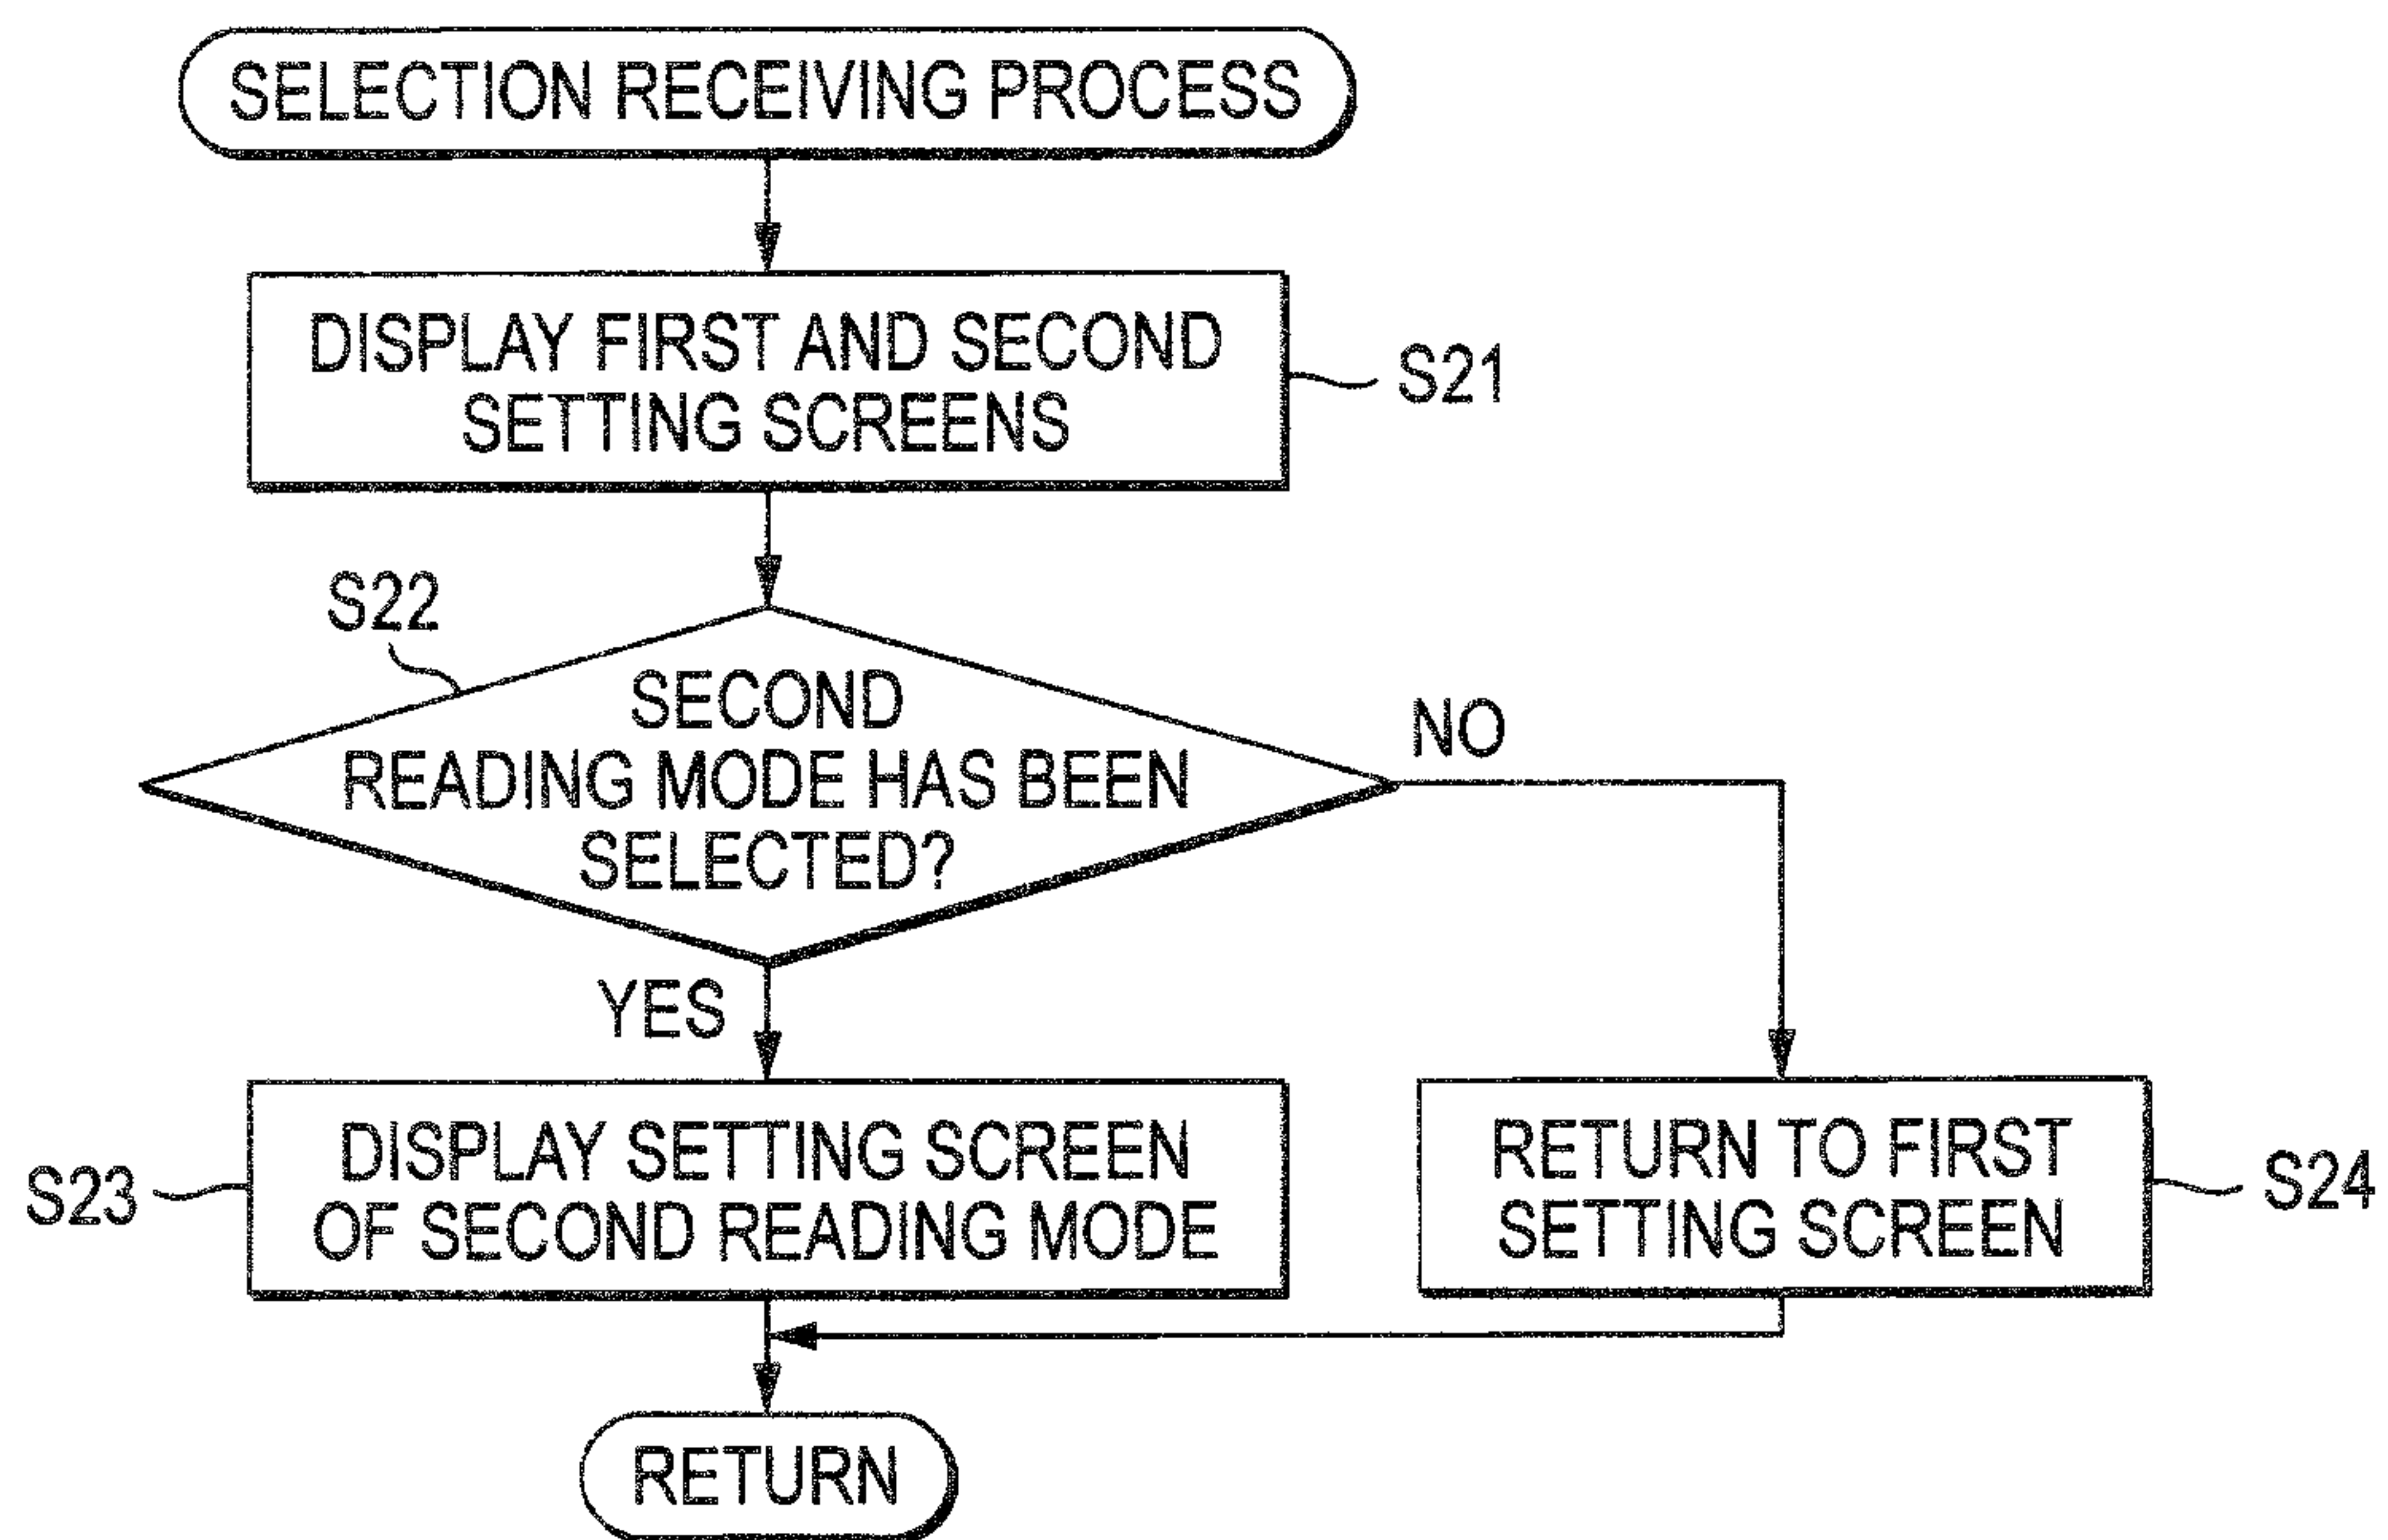 SELECTION RECEIVING PROCESS
DISPLAY FIRST AND SECOND
SETTING SCREENS
S21
S22
SECOND
READING MODE HAS BEEN
SELECTED?
NO
YES
S23
DISPLAY SETTING SCREEN
OF SECOND READING MODE
RETURN TO FIRST
SETTING SCREEN
S24
RETURN